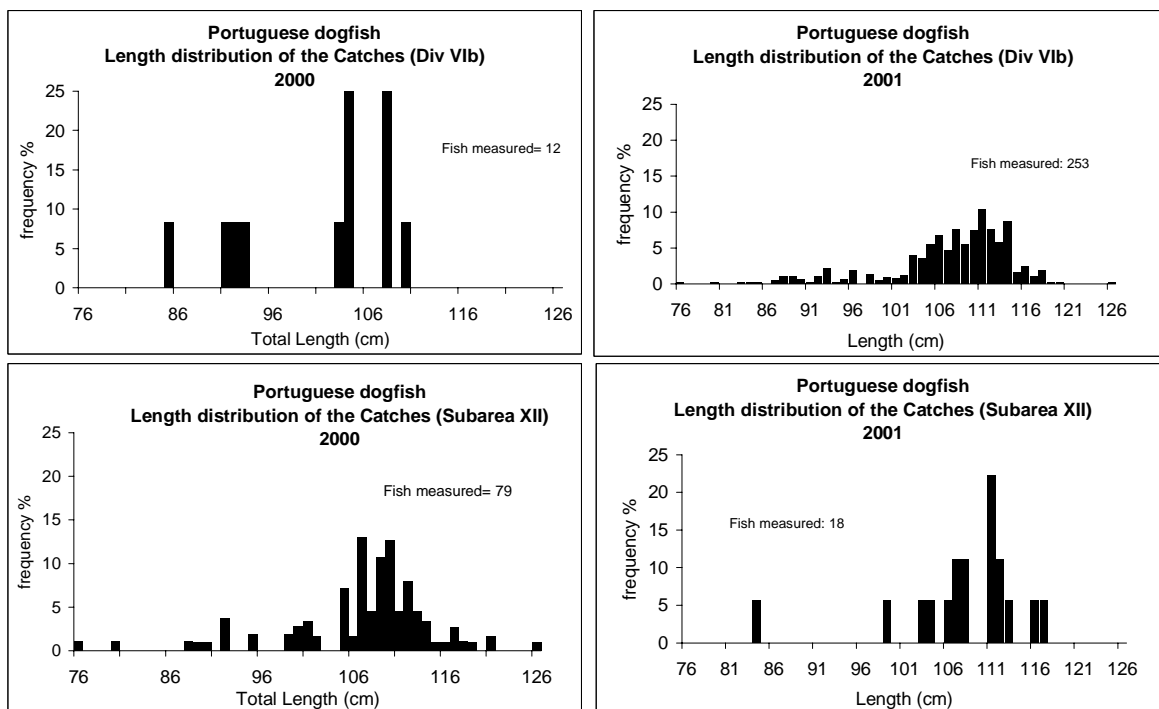 Portuguese dogfish
Length distribution of the Catches (Div VIb)
2000
25
20
15
10
5
0
frequency %
Fish measured= 12
76 86 96 106 116 126
Total Length (cm)
Portuguese dogfish
Length distribution of the Catches (Div VIb)
2001
25
20
15
10
5
0
frequency %
Fish measured: 253
76 81 86 91 96 101 106 111 116 121 126
Length (cm)
Portuguese dogfish
Length distribution of the Catches (Subarea XII)
2000
25
20
15
10
5
0
frequency %
Fish measured= 79
76 86 96 106 116 126
Total Length (cm)
Portuguese dogfish
Length distribution of the Catches (Subarea XII)
2001
25
20
15
10
5
0
frequency %
Fish measured: 18
76 81 86 91 96 101 106 111 116 121 126
Length (cm)